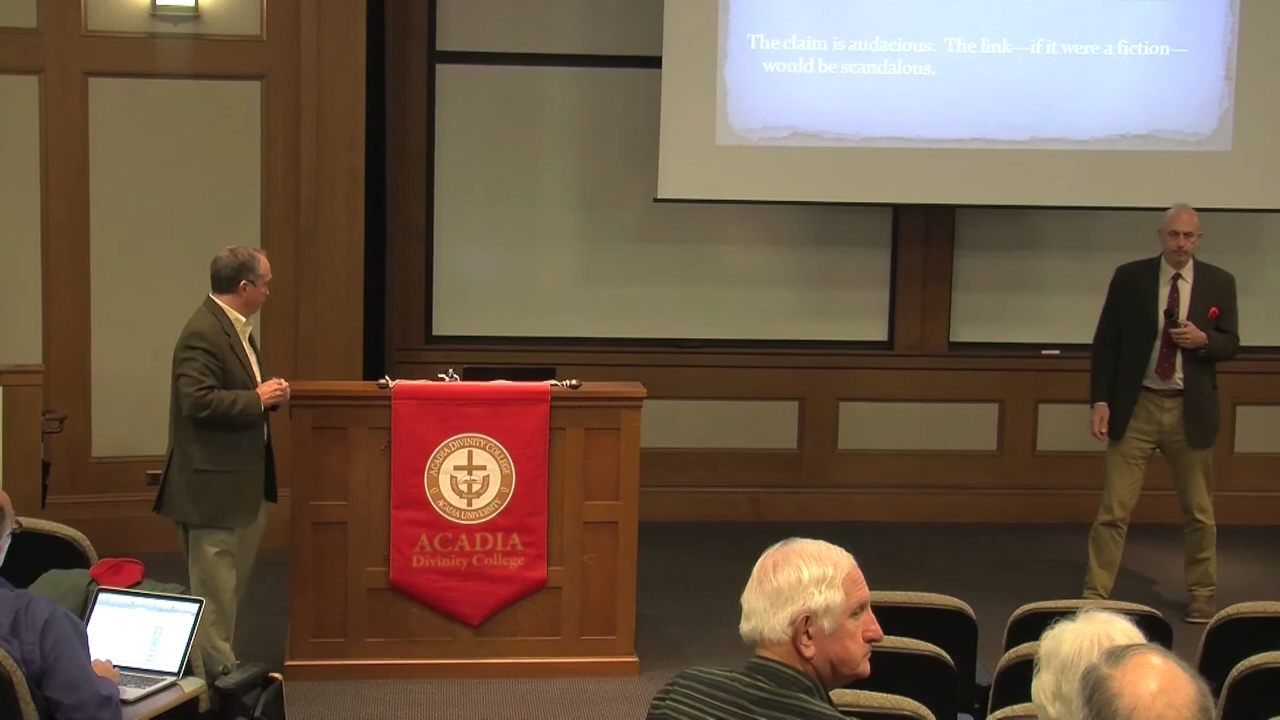 The claim is audacious.  The link—if it were a fiction—
would be scandalous.
ACADIA DIVINITY COLLEGE
ACADIA UNIVERSITY
ACADIA
Divinity College